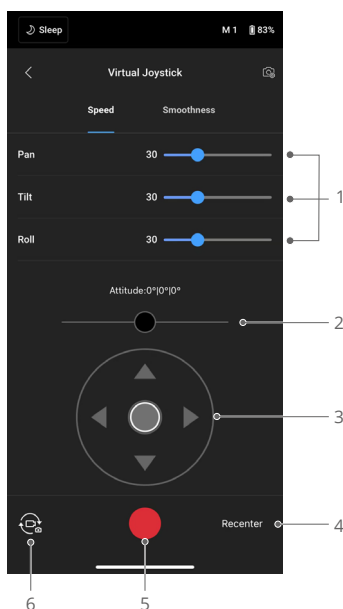 Sleep M 1 83%
Virtual Joystick
Speed Smoothness
Pan 30
1
Tilt 30
Roll 30
Attitude:0°|0°|0°
2
3
Recenter 4
6 5